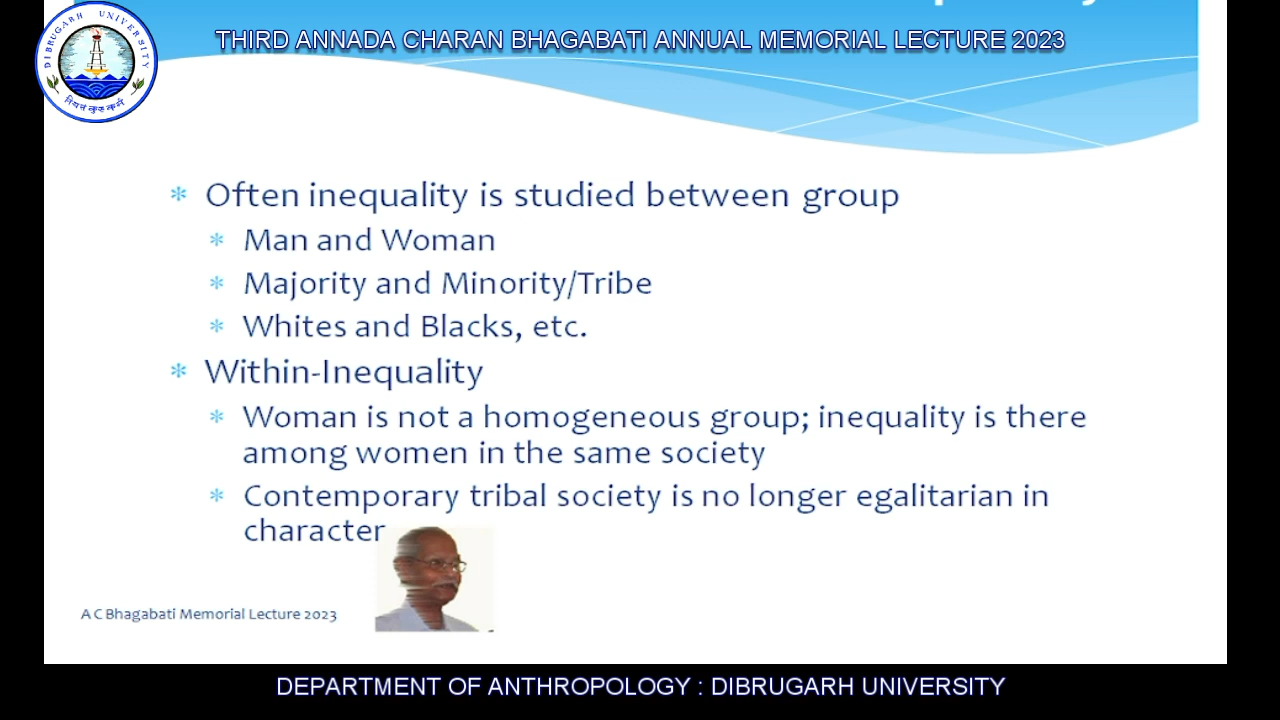 DIBRUGARH UNIVERSITY
THIRD ANNADA CHARAN BHAGABATI ANNUAL MEMORIAL LECTURE 2023
* Often inequality is studied between group
* Man and Woman
* Majority and Minority/Tribe
* Whites and Blacks, etc.
* Within-Inequality
* Woman is not a homogeneous group; inequality is there
among women in the same society
* Contemporary tribal society is no longer egalitarian in
character
A C Bhagabati Memorial Lecture 2023
DEPARTMENT OF ANTHROPOLOGY : DIBRUGARH UNIVERSITY